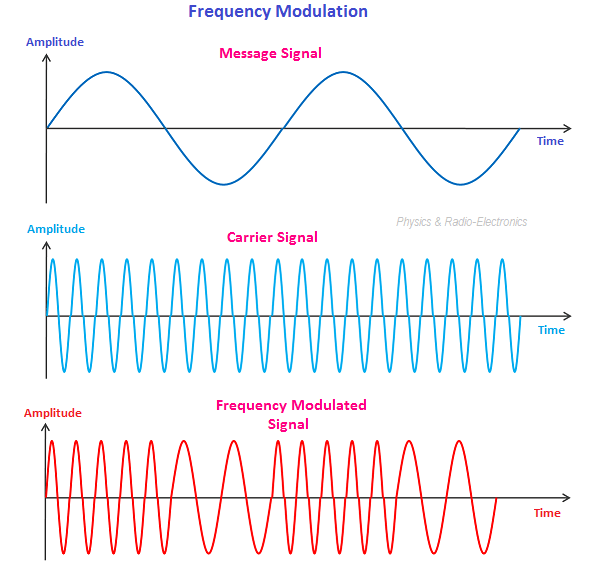 Frequency Modulation
Amplitude
Message Signal
Time
Physics & Radio-Electronics
Amplitude
Carrier Signal
Time
Amplitude
Frequency Modulated
Signal
Time